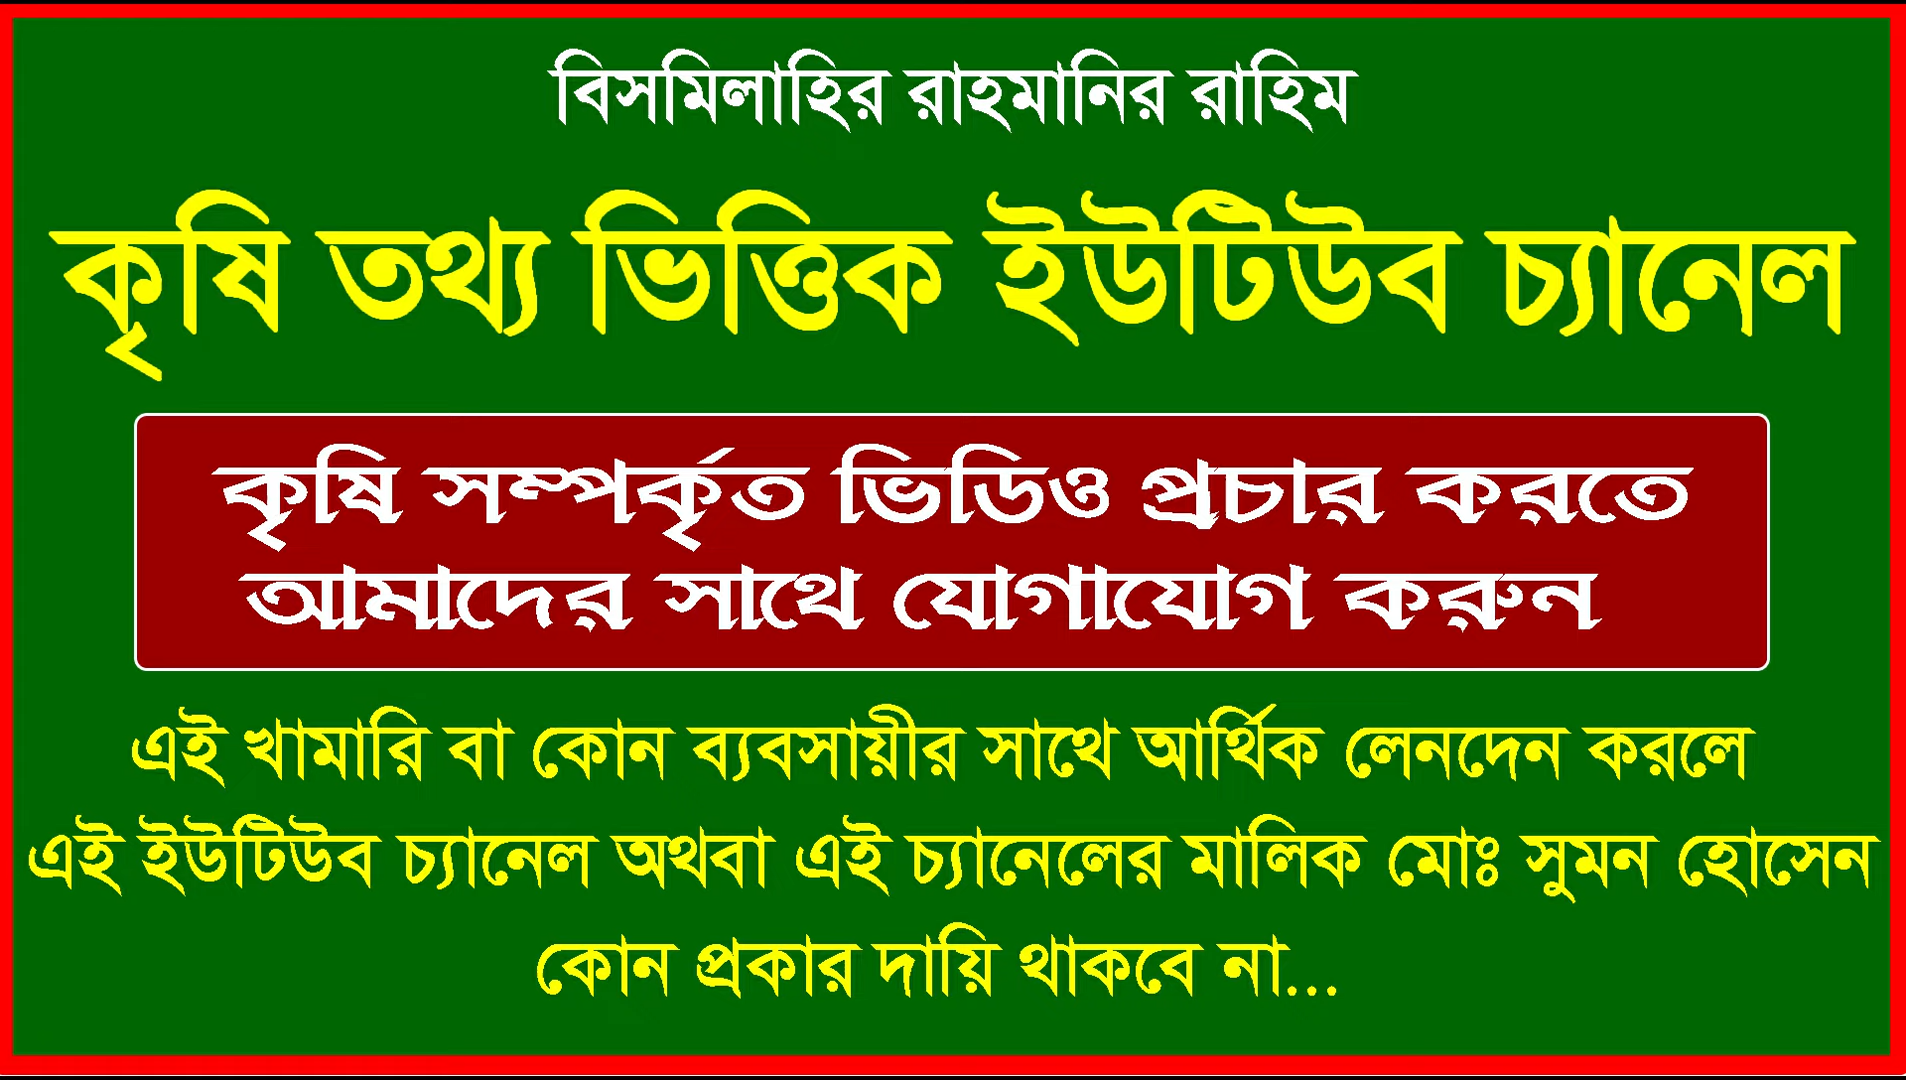 বিসমিলাহির রাহমানির রাহিম
কৃষি তথ্য ভিত্তিক ইউটিউব চ্যানেল
কৃষি সম্পর্কৃত ভিডিও প্রচার করতে
আমাদের সাথে যোগাযোগ করুন
এই খামারি বা কোন ব্যবসায়ীর সাথে আর্থিক লেনদেন করলে
এই ইউটিউব চ্যানেল অথবা এই চ্যানেলের মালিক মোঃ সুমন হোসেন
কোন প্রকার দায়ি থাকবে না...